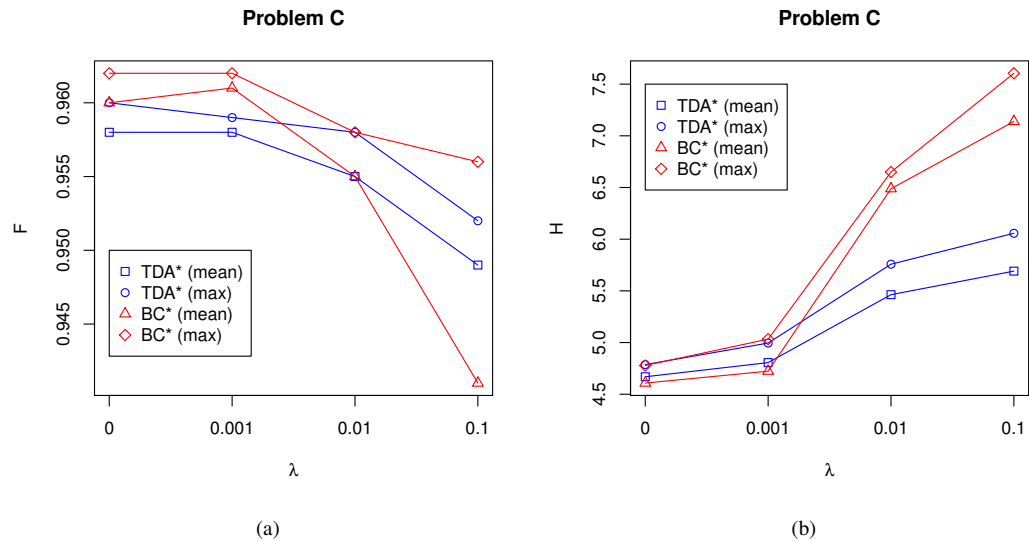 Problem C
0.960
0.955
0.950
0.945
F
TDA* (mean)
TDA* (max)
BC* (mean)
BC* (max)
0
0.001
0.01
0.1
λ
(a)
Problem C
7.5
7.0
6.5
6.0
5.5
5.0
4.5
H
TDA* (mean)
TDA* (max)
BC* (mean)
BC* (max)
0
0.001
0.01
0.1
λ
(b)